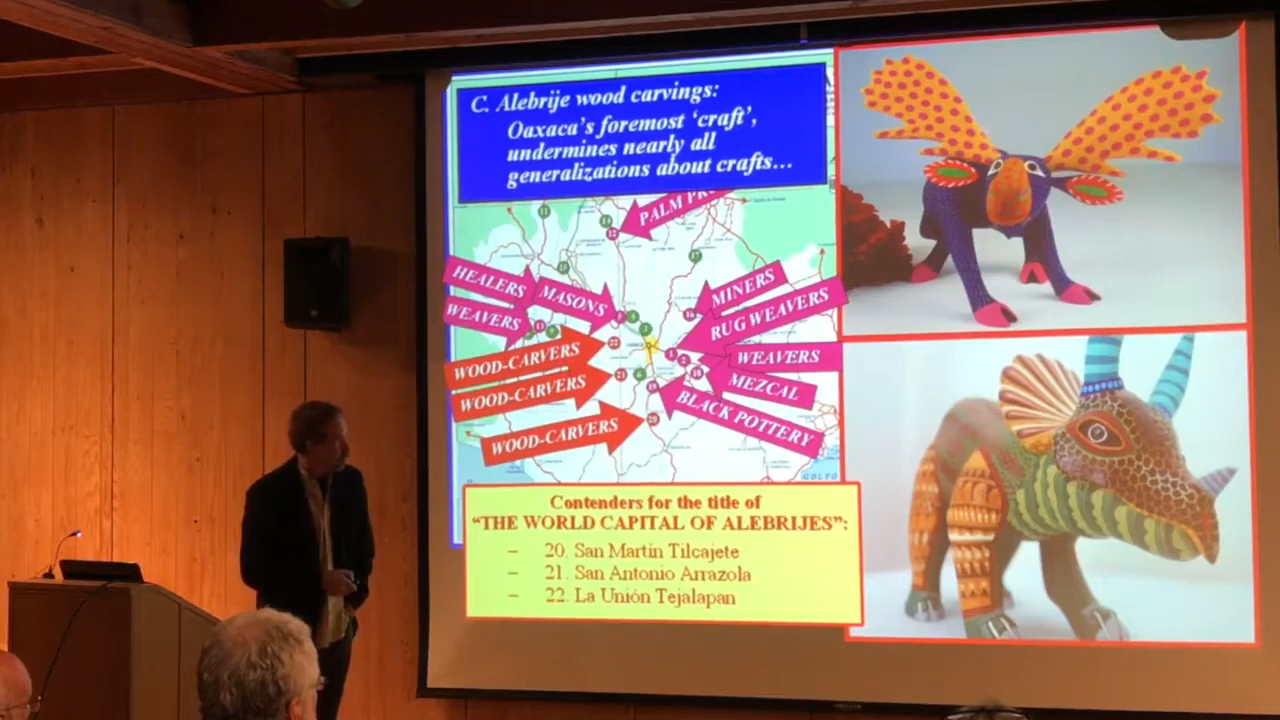 C. Alebrije wood carvings:
Oaxaca's foremost 'craft',
undermines nearly all
generalizations about crafts...
PALM
HEALERS
MASONS
WEAVERS
MINERS
RUG WEAVERS
WOOD-CARVERS
WEAVERS
WOOD-CARVERS
MEZCAL
BLACK POTTERY
WOOD-CARVERS
GOLFO
Contenders for the title of
"THE WORLD CAPITAL OF ALEBRIJES":
– 20. San Martin Tilcajete
– 21. San Antonio Arrazola
– 22. La Unión Tejalapan